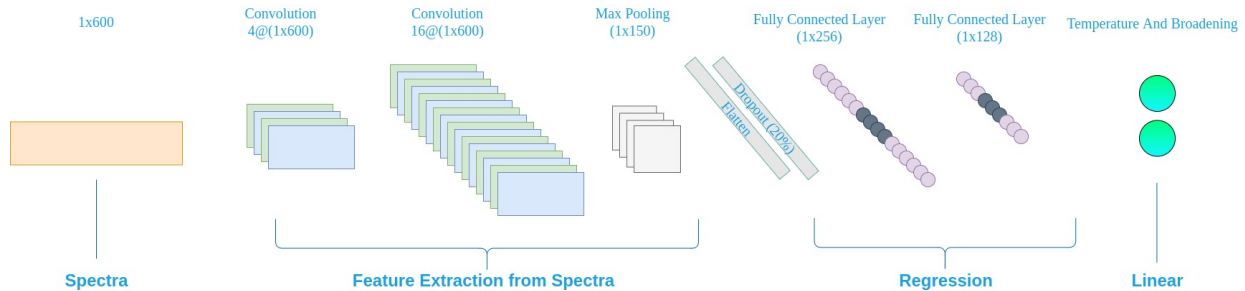 1x600
Convolution
4@(1x600)
Convolution
16@(1x600)
Max Pooling
(1x150)
Flatten
Dropout (20%)
Fully Connected Layer
(1x256)
Fully Connected Layer
(1x128)
Temperature And Broadening
Spectra
Feature Extraction from Spectra
Regression
Linear